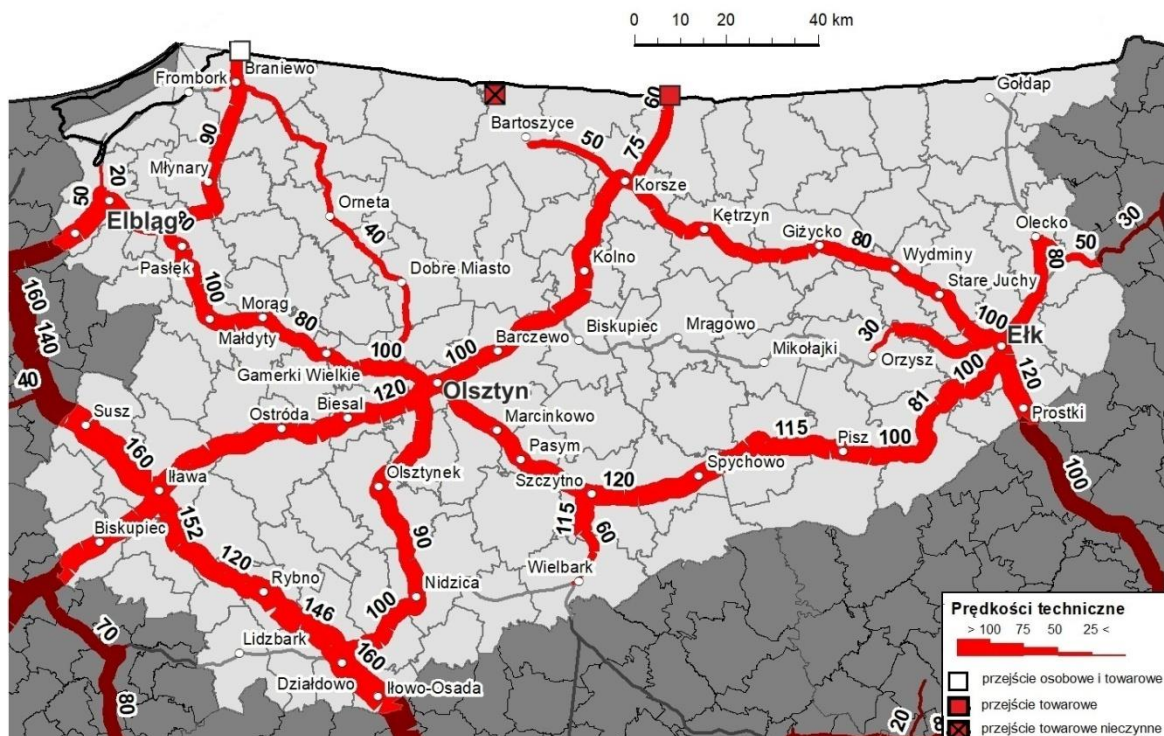 0 10 20 40 km
Braniewo
Frombork
60
Gołdap
Bartoszyce
50
75
90
Młynary
Korsze
20
50
Orneta
Kętrzyn
Giżycko
80
Olecko
30
50
Elbląg
80
40
Wydminy
80
Pasłęk
Dobre Miasto
Kolno
Stare Juchy
160
100
Morąg
100
140
80
Biskupiec
Mrągowo
30
Ełk
Małdyty
100
100
Barczewo
Mikołajki
Orzysz
100
Gamerki Wielkie
120
Olsztyn
120
40
Biesal
81
Susz
Ostróda
Marcinkowo
115
Prostki
160
Pasym
Pisz
100
Iława
Olsztynek
Szczytno
120
Spychowo
100
152
115
Biskupiec
90
60
120
Rybno
Wielbark
146
100
Nidzica
70
Lidzbark
160
Działdowo
Iłowo-Osada
80
20
8
Prędkości techniczne
> 100 75 50 25 <
przejście osobowe i towarowe
przejście towarowe
przejście towarowe nieczynne